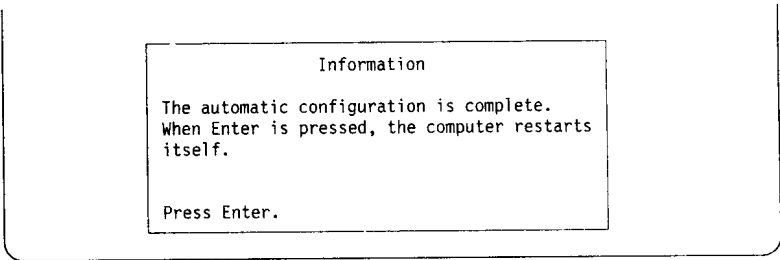 Information
The automatic configuration is complete.
When Enter is pressed, the computer restarts
itself.
Press Enter.